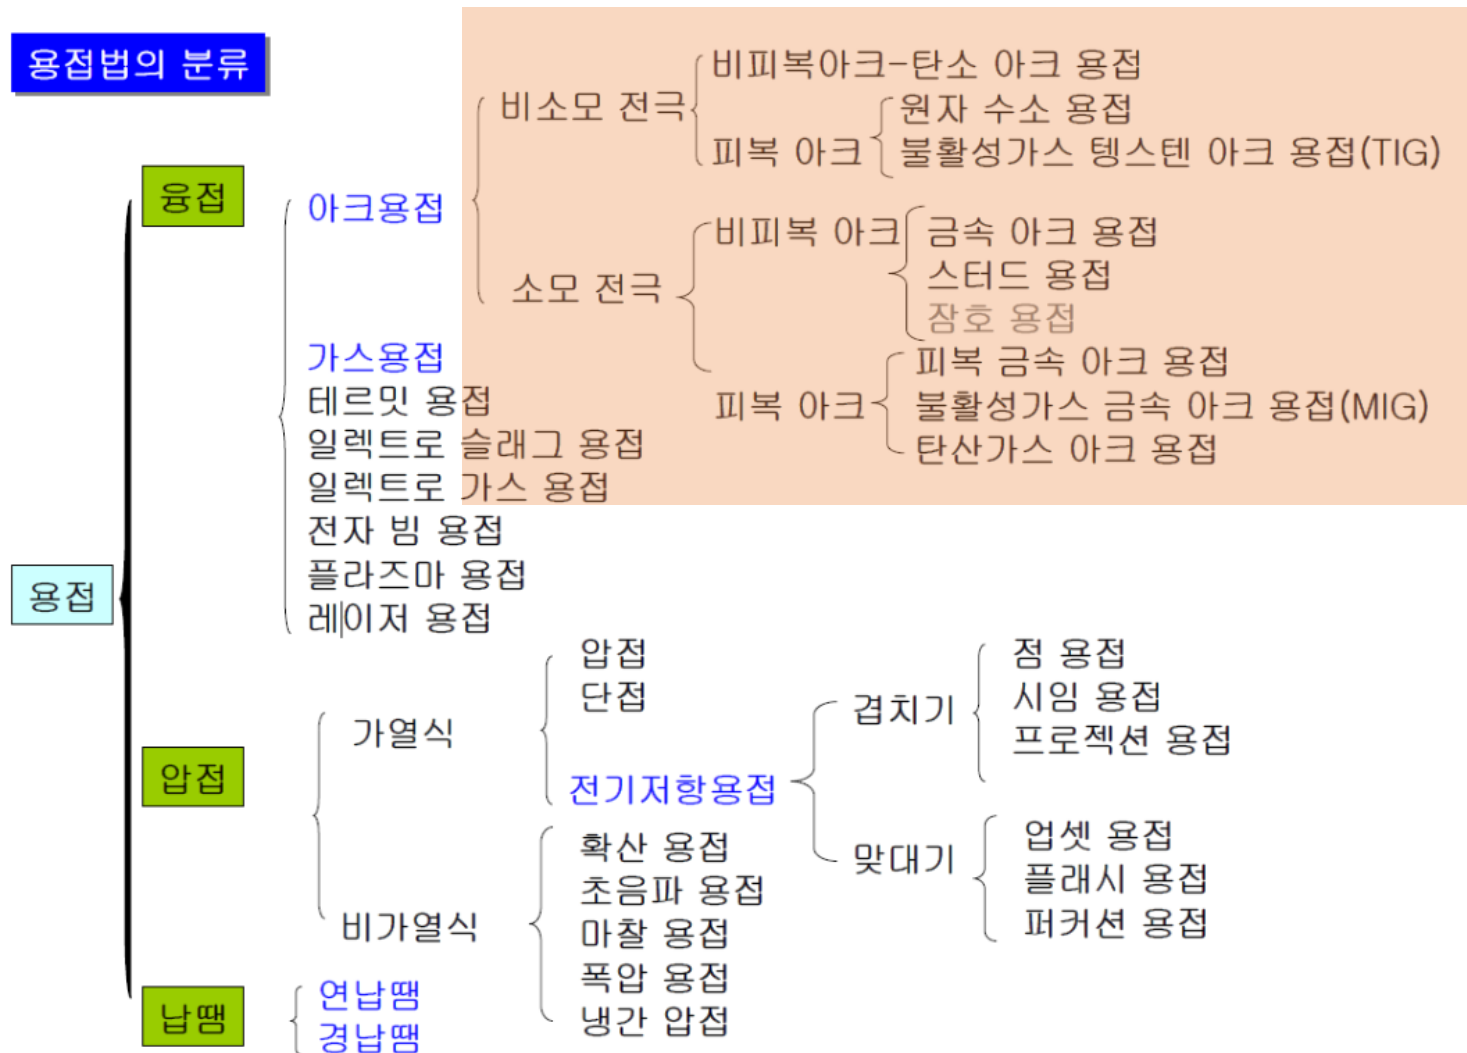 용접법의 분류
용접
융접
아크용접
비소모 전극
비피복아크-탄소 아크 용접
피복 아크
원자 수소 용접
불활성가스 텡스텐 아크 용접(TIG)
소모 전극
비피복 아크
금속 아크 용접
스터드 용접
잠호 용접
피복 아크
피복 금속 아크 용접
불활성가스 금속 아크 용접(MIG)
탄산가스 아크 용접
가스용접
테르밋 용접
일렉트로 슬래그 용접
일렉트로 가스 용접
전자 빔 용접
플라즈마 용접
레이저 용접
압접
가열식
압접
단접
전기저항용접
겹치기
점 용접
시임 용접
프로젝션 용접
맞대기
업셋 용접
플래시 용접
퍼커션 용접
비가열식
확산 용접
초음파 용접
마찰 용접
폭압 용접
냉간 압접
납땜
연납땜
경납땜